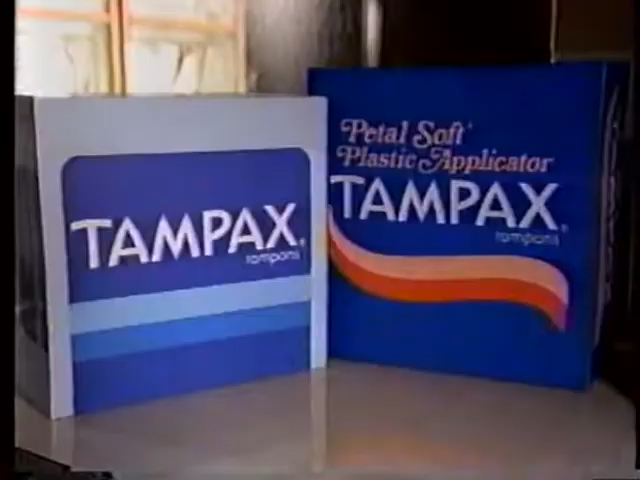 TAMPAX®
tampons
Petal Soft®
Plastic Applicator
TAMPAX®
tampons